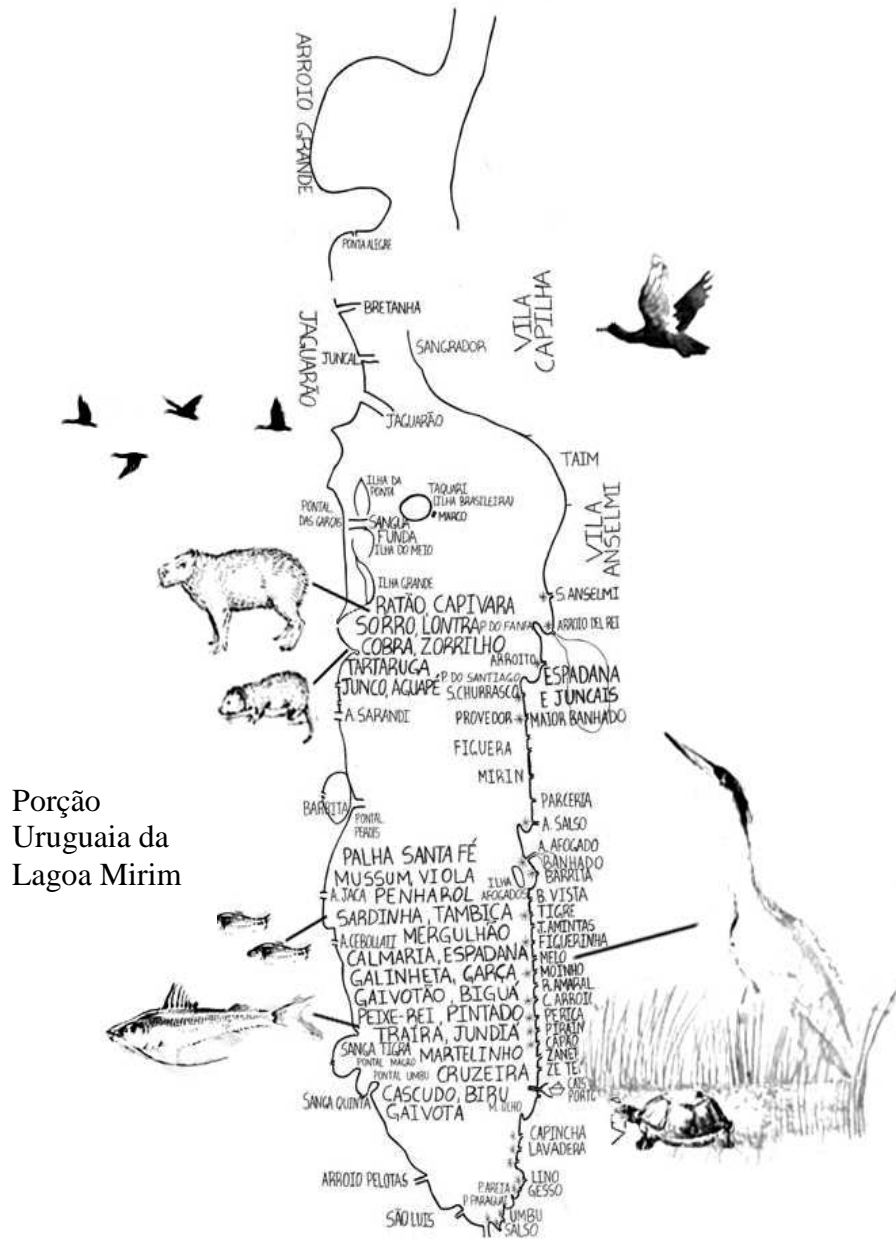 ARROIO GRANDE
PONTA ALEGRE
BRETANHA
VILA
CAPILHA
JAGUARÃO
SANGRADOR
JUNCAL
JAGUARÃO
TAIM
ILHA DA
PONTA
TAQUARI
(ILHA BRASILEIRA)
MARCO
PONTAL
DAS GARÇAS
SANGUA
FUNDA
ILHA DO MEIO
VILA
ANSELMI
ILHA GRANDE
S. ANSELMI
RATÃO, CAPIVARA
SORRO, LONTRA P. DO FANFA
ARROIO DEL REI
COBRA, ZORRILHO
ARROITO
TARTARUGA
P. DO SANTIAGO
ESPADANA
E JUNCAIS
JUNCO, AGUAPÉ
S. CHURRASCO
A. SARANDI
PROVEDOR
MAIOR BANHADO
FIGUERA
MIRIN
Porção
Uruguaia da
Lagoa Mirim
BARRITA
PONTAL
PARCERIA
A. SALSO
A. AFOGADO
PALHA SANTA FÉ
BANHADO
BARRITA
MUSSUM, VIOLA
ILHA
AFOGADOS
A. JACA PENHAROL
B. VISTA
SARDINHA, TAMBIÇA
TIGRE
J. AMINTAS
A. CEBOLLATI MERGULHÃO
FIGUERINHA
CALMARIA, ESPADANA
MELO
GALINHETA, GARÇA
MOINHO
R. AMARAL
GAIVOTÃO, BIGUÁ
C. ARROIO
PEIXE-REI, PINTADO
PERICA
PIRAIN
TRAÍRA, JUNDIÁ
CAPÃO
SANGA TIGRA MARTELINHO
ZANET
PONTAL MAGRO
PONTAL UMBU CRUZEIRA
ZE TE
CAIS
PORTO
SANGA QUINTA
CASCUDO, BIRU
GAIVOTA
CAPINCHA
LAVADERA
ARROIO PELOTAS
LINO
GESSO
P. AREIA
P. PARAGUAI
SÃO LUIS
UMBU
SALSO